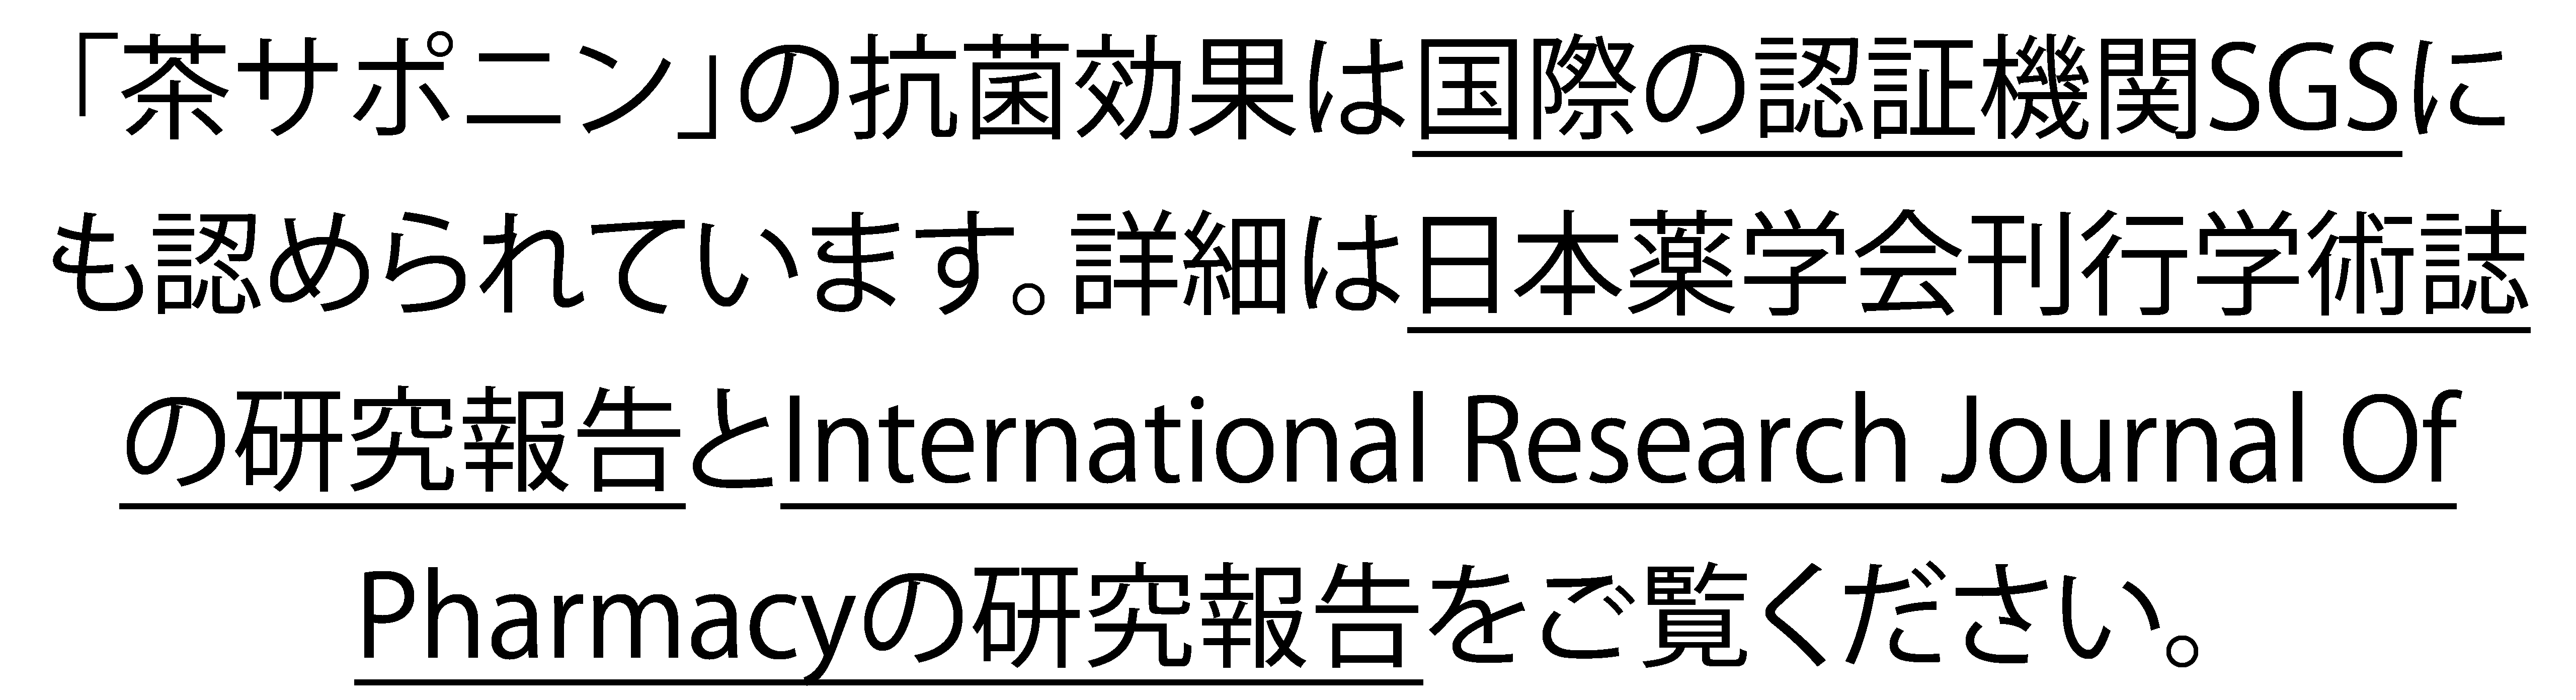 「茶サポニン」の抗菌効果は国際の認証機関SGSに
も認められています。詳細は日本薬学会刊行学術誌
の研究報告とInternational Research Journal Of
Pharmacyの研究報告をご覧ください。